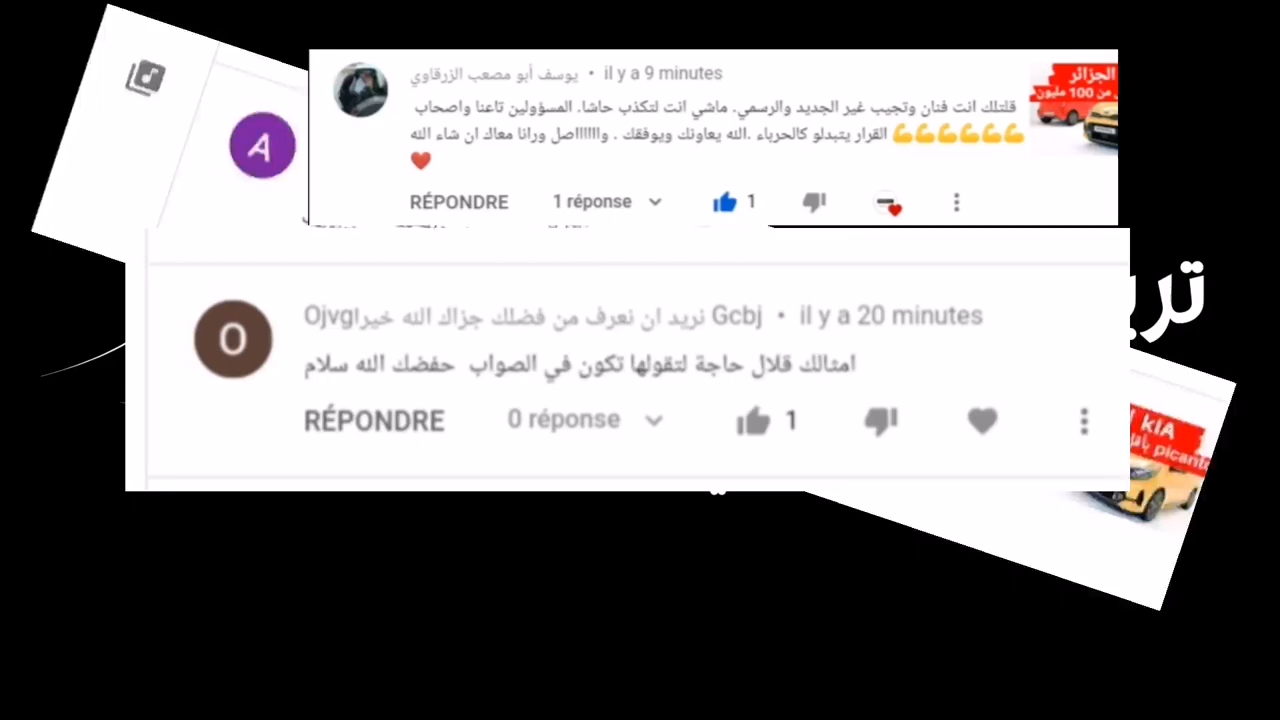 A
يوسف أبو مصعب الزرقاوي • il y a 9 minutes
قلتلك انت فنان وتجيب غير الجديد والرسمي. ماشي انت لتكذب حاشا. المسؤولين تاعنا واصحاب
القرار يتبدلو كالحرباء .الله يعاونك ويوفقك . واااااااصل ورانا معاك ان شاء الله 💪💪💪💪💪💪
❤️
RÉPONDRE 1 réponse 1
الجزائر
من 100 مليون
O
Ojvgنريد ان نعرف من فضلك جزاك الله خيرا Gcbj • il y a 20 minutes
امثالك قلال حاجة لتقولها تكون في الصواب حفضك الله سلام
RÉPONDRE 0 réponse 1
kIA
picanto